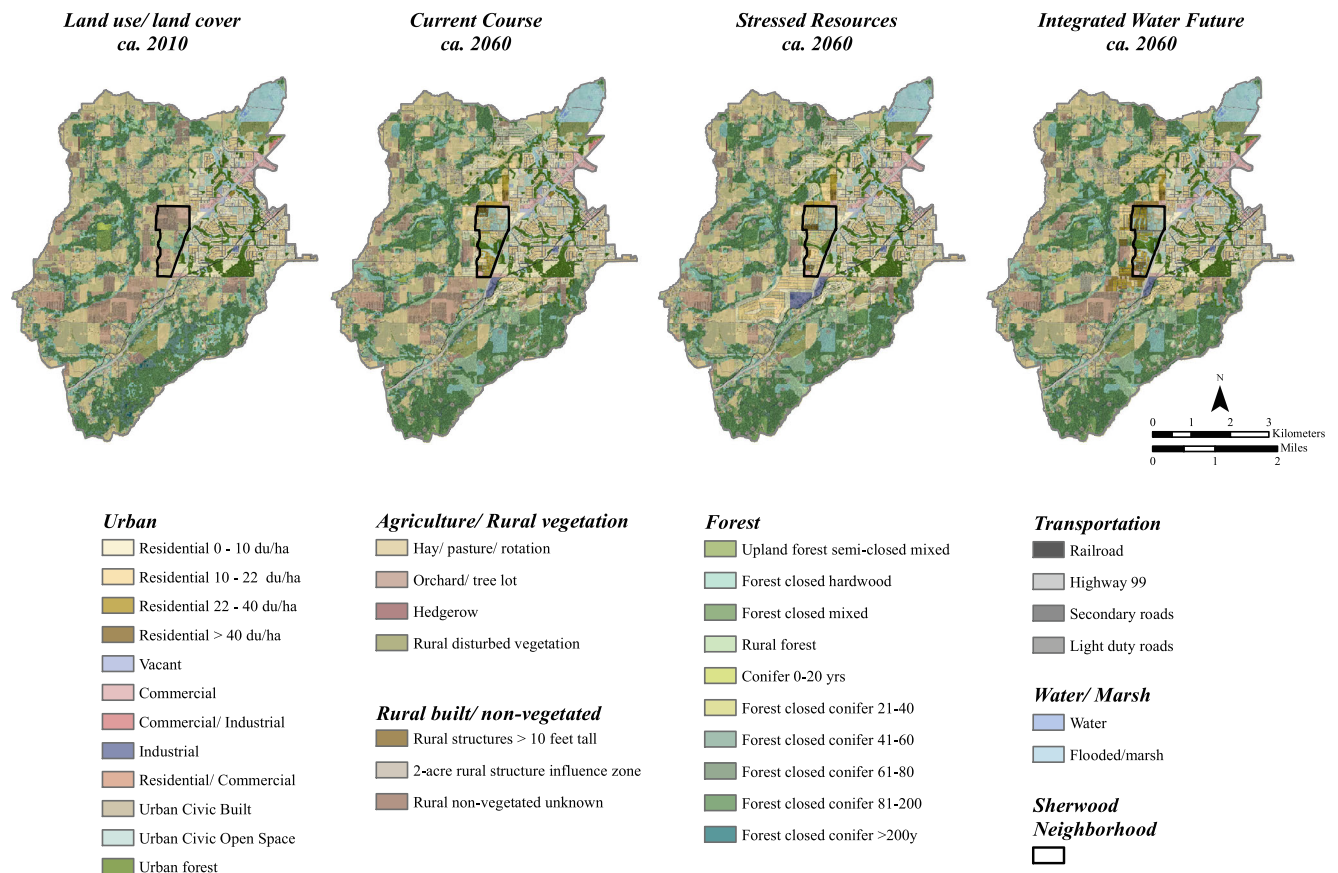 Land use/ land cover
ca. 2010
Current Course
ca. 2060
Stressed Resources
ca. 2060
Integrated Water Future
ca. 2060
N
0 1 2 3
Kilometers
Miles
0 1 2
Urban
Residential 0 - 10 du/ha
Residential 10 - 22 du/ha
Residential 22 - 40 du/ha
Residential > 40 du/ha
Vacant
Commercial
Commercial/ Industrial
Industrial
Residential/ Commercial
Urban Civic Built
Urban Civic Open Space
Urban forest
Agriculture/ Rural vegetation
Hay/ pasture/ rotation
Orchard/ tree lot
Hedgerow
Rural disturbed vegetation
Rural built/ non-vegetated
Rural structures > 10 feet tall
2-acre rural structure influence zone
Rural non-vegetated unknown
Forest
Upland forest semi-closed mixed
Forest closed hardwood
Forest closed mixed
Rural forest
Conifer 0-20 yrs
Forest closed conifer 21-40
Forest closed conifer 41-60
Forest closed conifer 61-80
Forest closed conifer 81-200
Forest closed conifer >200y
Transportation
Railroad
Highway 99
Secondary roads
Light duty roads
Water/ Marsh
Water
Flooded/marsh
Sherwood
Neighborhood